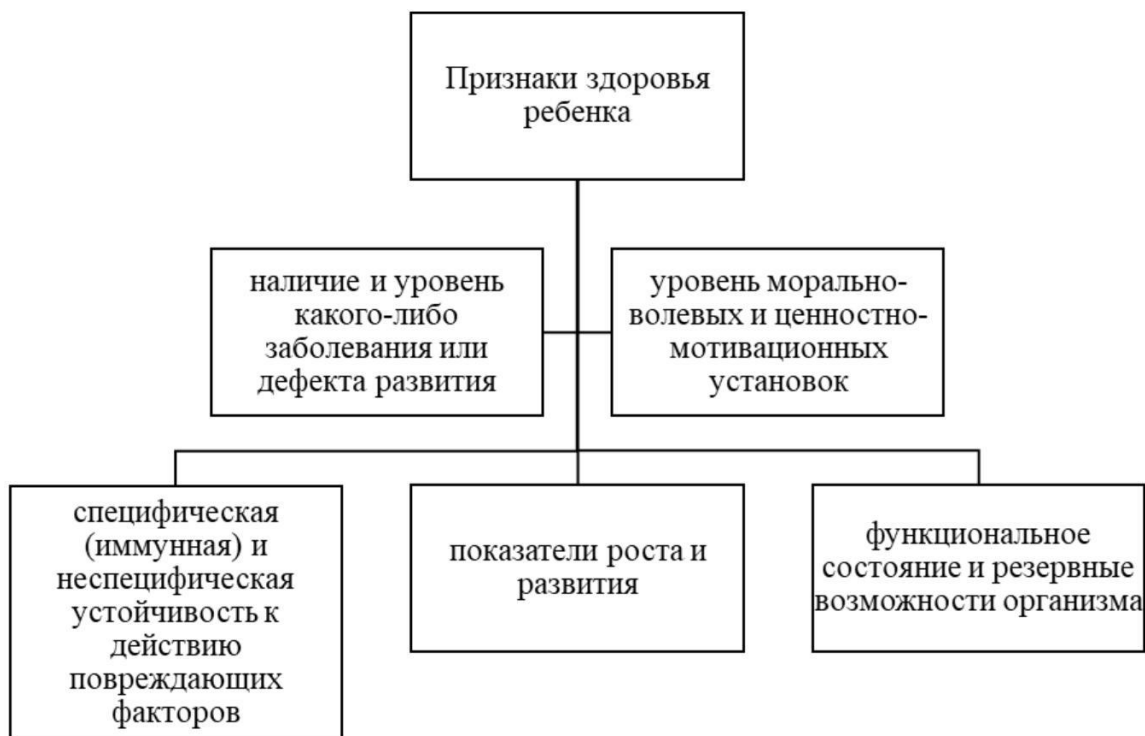 Признаки здоровья
ребенка
наличие и уровень
какого-либо
заболевания или
дефекта развития
уровень морально-
волевых и ценностно-
мотивационных
установок
специфическая
(иммунная) и
неспецифическая
устойчивость к
действию
повреждающих
факторов
показатели роста и
развития
функциональное
состояние и резервные
возможности организма